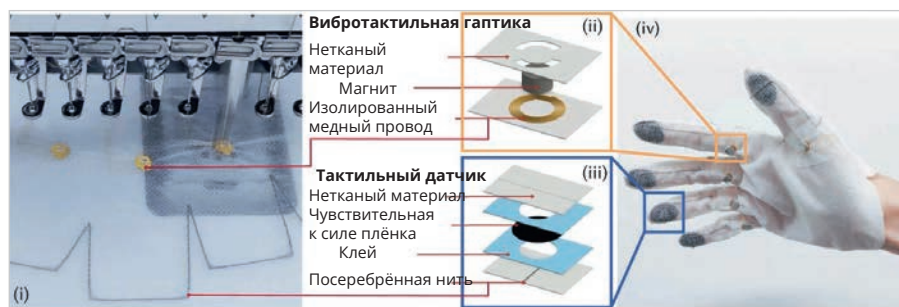 Вибротактильная гаптика
(ii)
(iv)
Нетканый
материал
Магнит
Изолированный
медный провод
Тактильный датчик
(iii)
Нетканый материал
Чувствительная
к силе плёнка
Клей
Посеребрённая нить
(i)